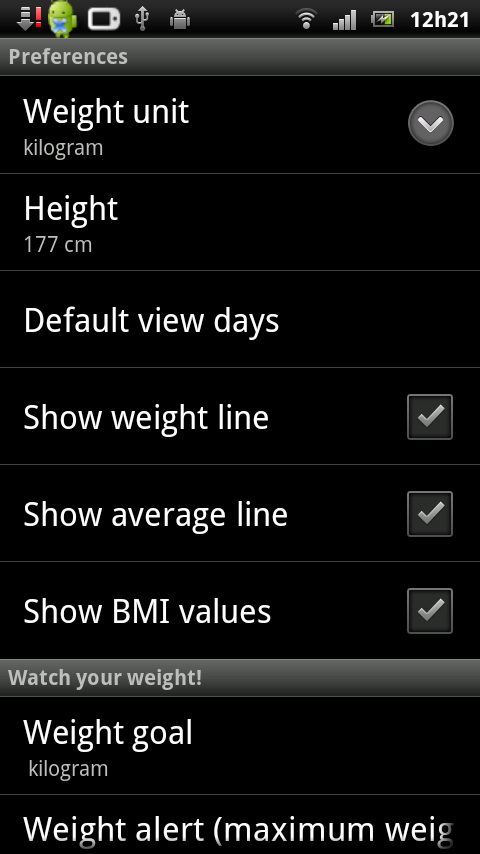 12h21
Preferences
Weight unit
kilogram
Height
177 cm
Default view days
Show weight line
Show average line
Show BMI values
Watch your weight!
Weight goal
kilogram
Weight alert (maximum weig